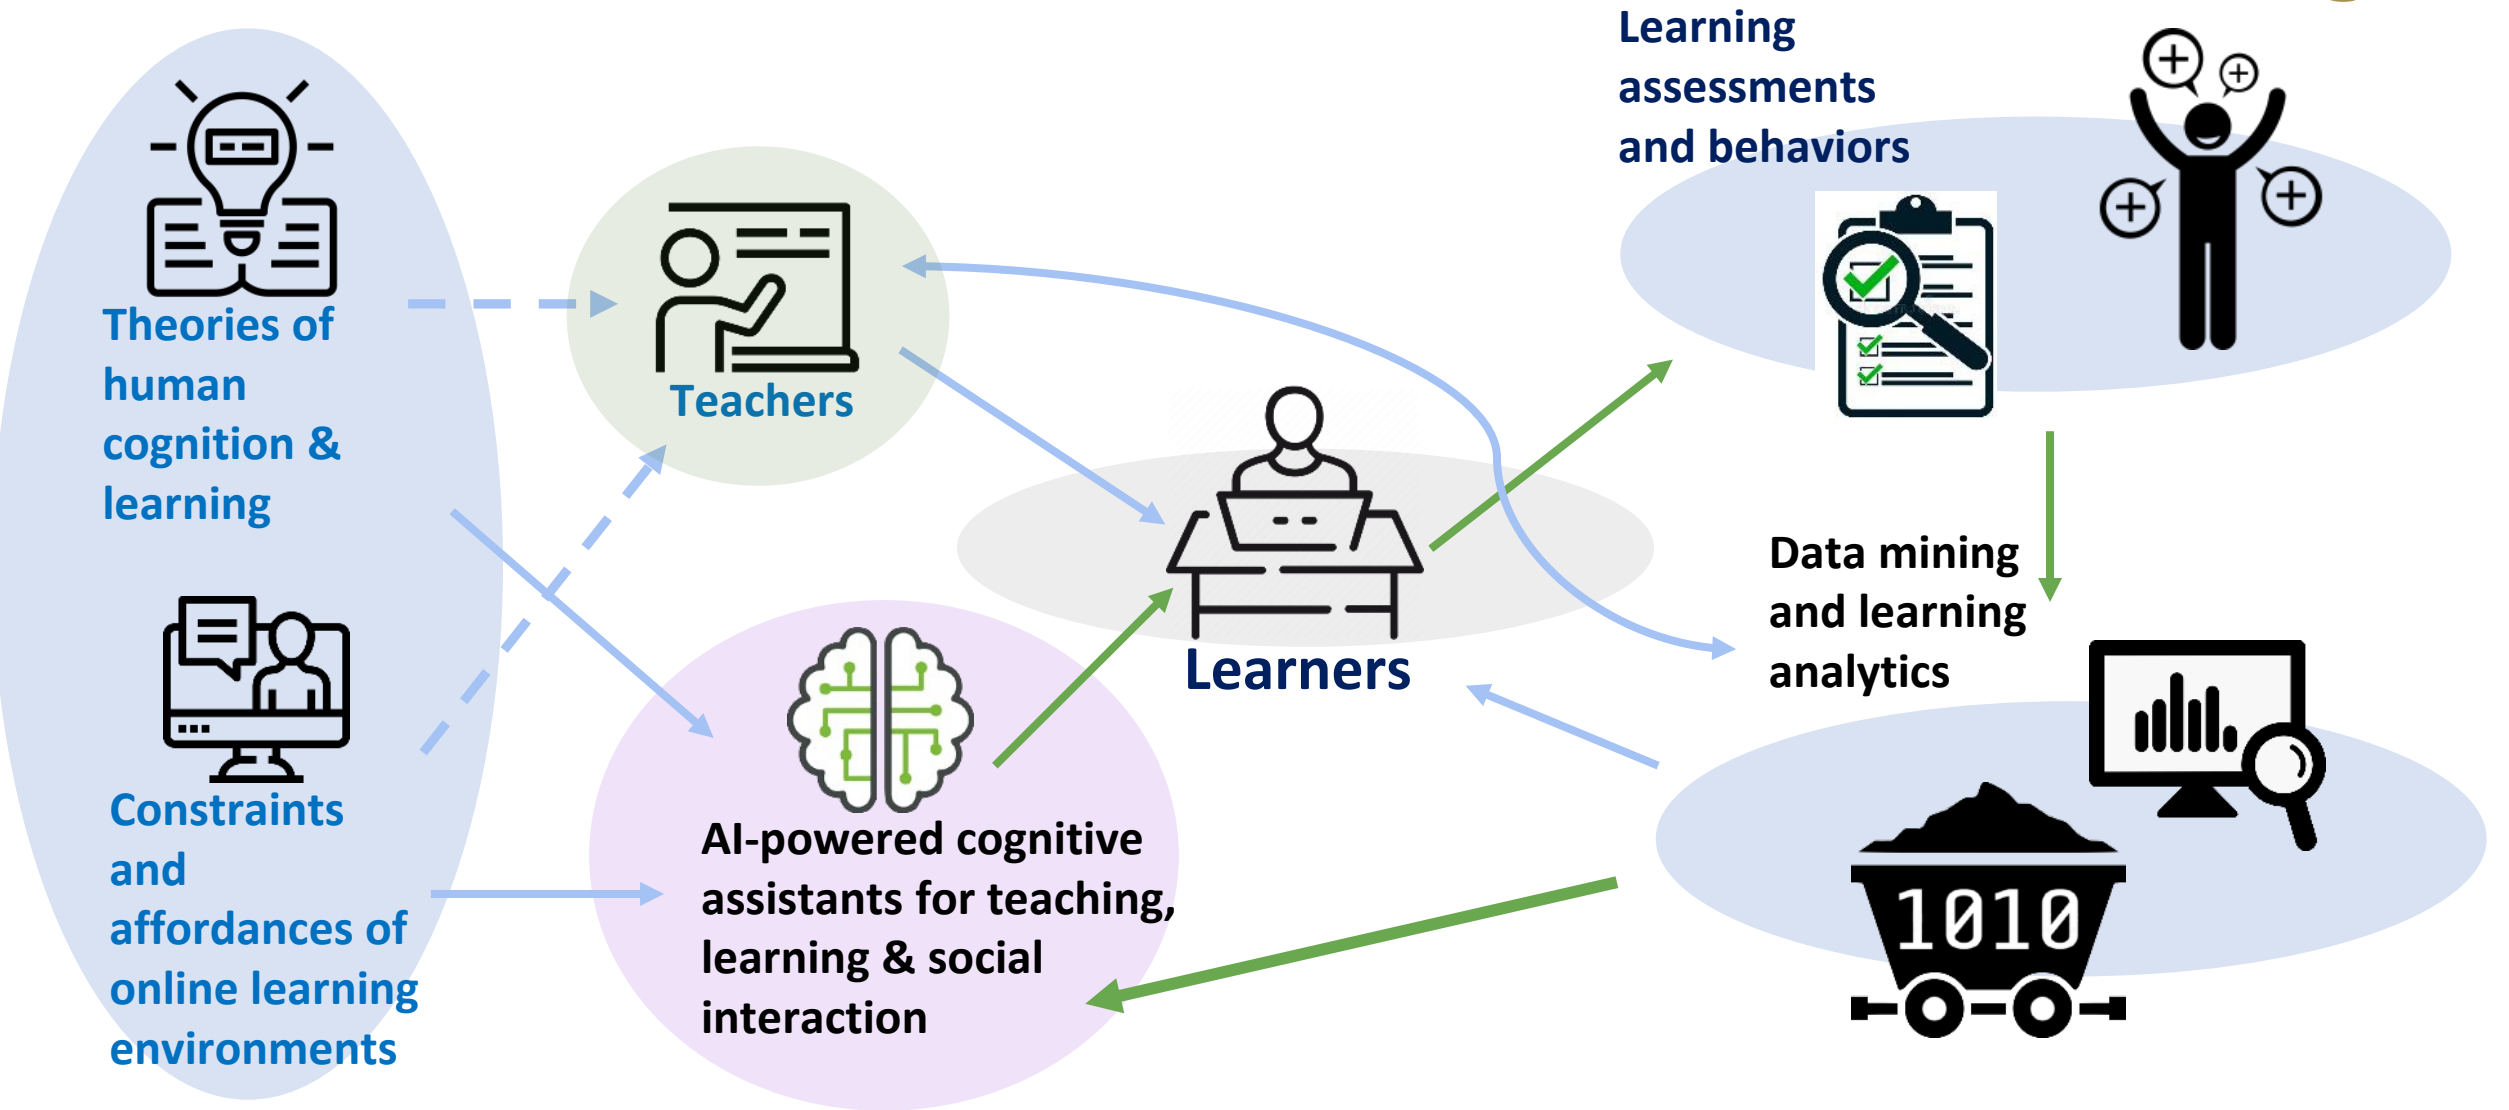 Theories of
human
cognition &
learning
Constraints
and
affordances of
online learning
environments
Teachers
AI-powered cognitive
assistants for teaching,
learning & social
interaction
Learners
Learning
assessments
and behaviors
Data mining
and learning
analytics
1010